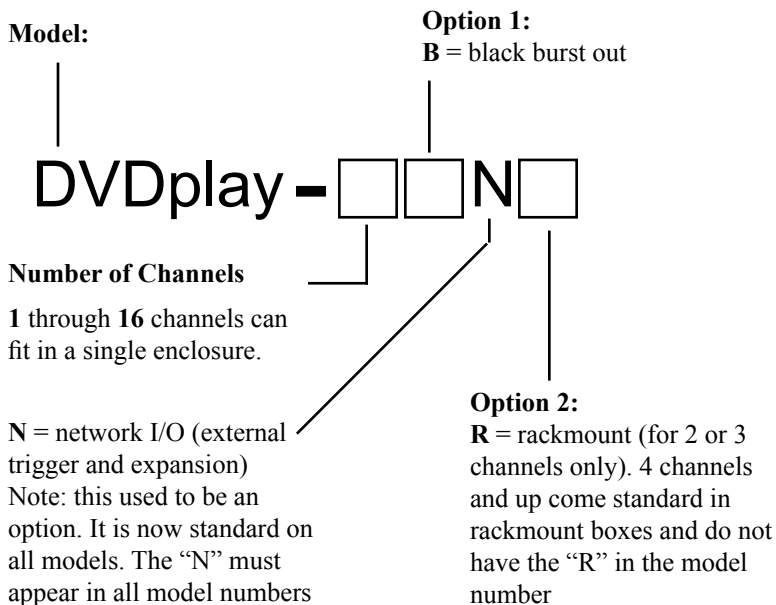 Model:
Option 1:
B = black burst out
DVDplay - N
Number of Channels
1 through 16 channels can
fit in a single enclosure.
N = network I/O (external
trigger and expansion)
Note: this used to be an
option. It is now standard on
all models. The “N” must
appear in all model numbers
Option 2:
R = rackmount (for 2 or 3
channels only). 4 channels
and up come standard in
rackmount boxes and do not
have the “R” in the model
number